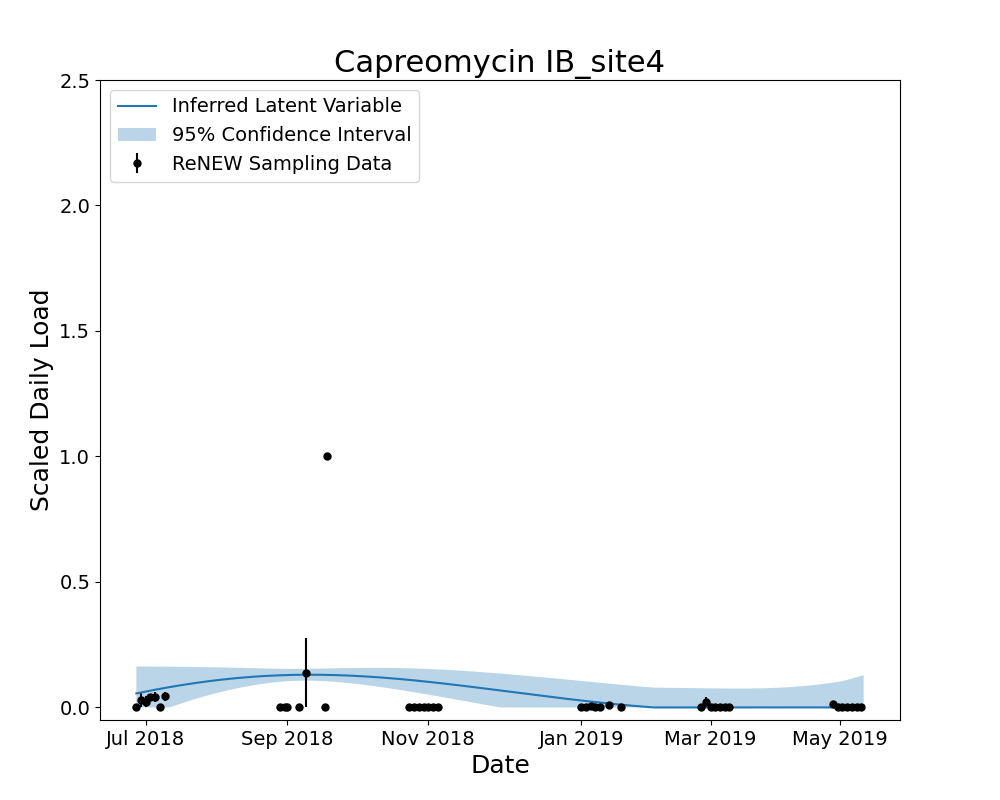 Capreomycin IB_site4
Inferred Latent Variable
95% Confidence Interval
ReNEW Sampling Data
Scaled Daily Load
2.5
2.0
1.5
1.0
0.5
0.0
Jul 2018 Sep 2018 Nov 2018 Jan 2019 Mar 2019 May 2019
Date